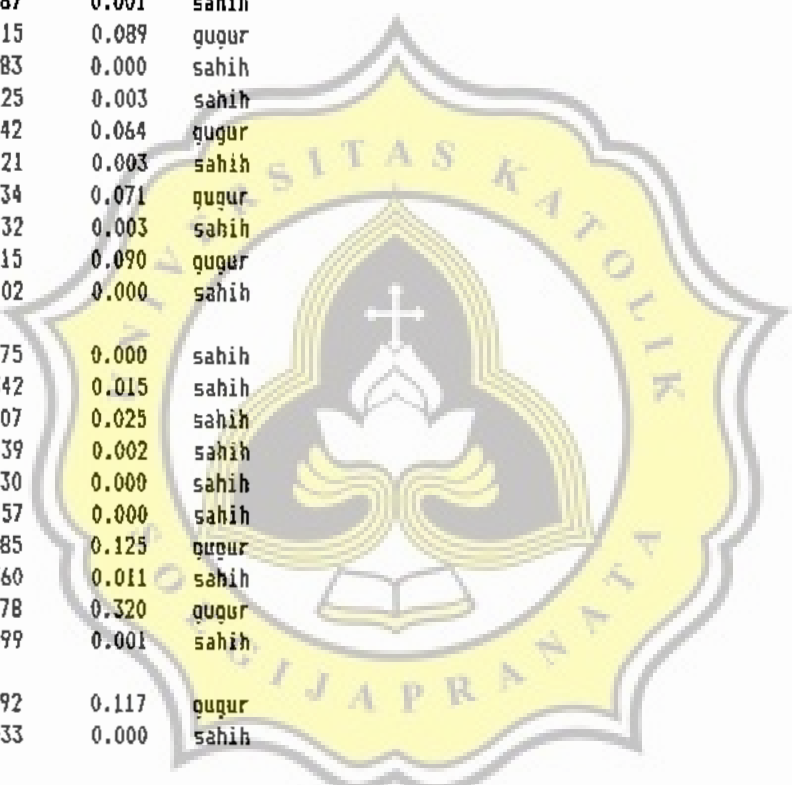 87 0.001 sahih
15 0.089 gugur
83 0.000 sahih
25 0.003 sahih
42 0.064 gugur
21 0.003 sahih
34 0.071 gugur
32 0.003 sahih
15 0.090 gugur
02 0.000 sahih
75 0.000 sahih
42 0.015 sahih
07 0.025 sahih
39 0.002 sahih
30 0.000 sahih
57 0.000 sahih
85 0.125 gugur
60 0.011 sahih
78 0.320 gugur
99 0.001 sahih
92 0.117 gugur
33 0.000 sahih
UNIVERSITAS KATOLIK
SOEGIJAPRANATA